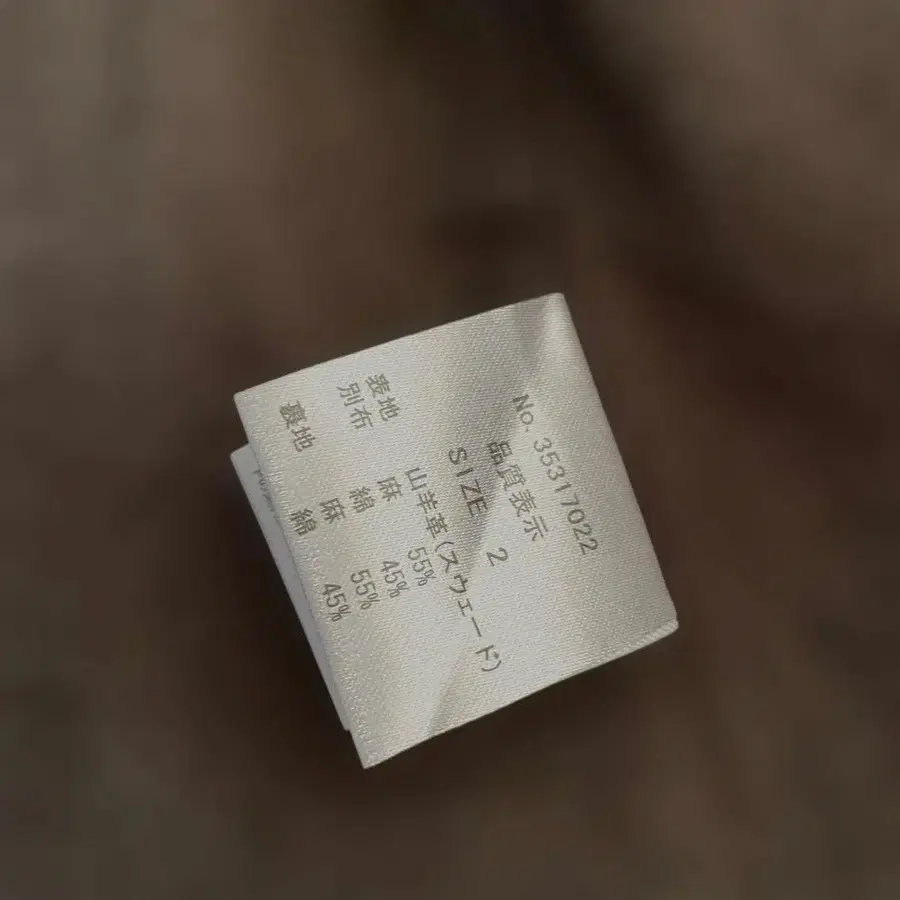 No. 35317022
品質表示
SIZE 2
表地 山羊革(スウェード)
別布 麻 55%
綿 45%
裏地 麻 55%
綿 45%